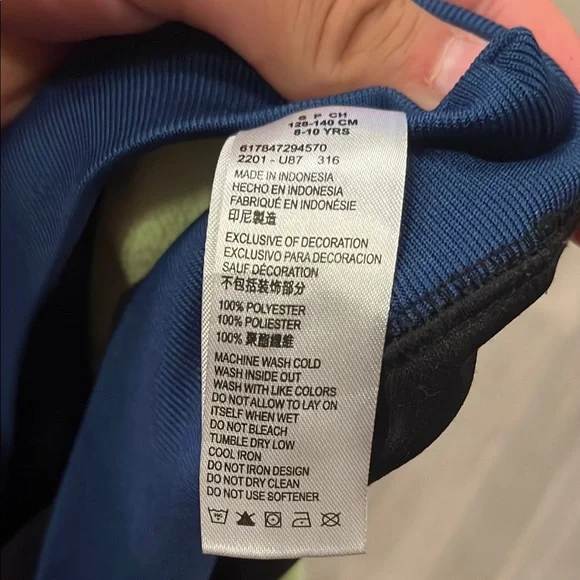 S P CH
128-140 CM
8-10 YRS
617847294570
2201 - U87 316
MADE IN INDONESIA
HECHO EN INDONESIA
FABRIQUÉ EN INDONÉSIE
印尼製造
EXCLUSIVE OF DECORATION
EXCLUSIVO PARA DECORACION
SAUF DÉCORATION
不包括装饰部分
100% POLYESTER
100% POLIESTER
100% 聚酯纖維
MACHINE WASH COLD
WASH INSIDE OUT
WASH WITH LIKE COLORS
DO NOT ALLOW TO LAY ON
ITSELF WHEN WET
DO NOT BLEACH
TUMBLE DRY LOW
COOL IRON
DO NOT IRON DESIGN
DO NOT DRY CLEAN
DO NOT USE SOFTENER